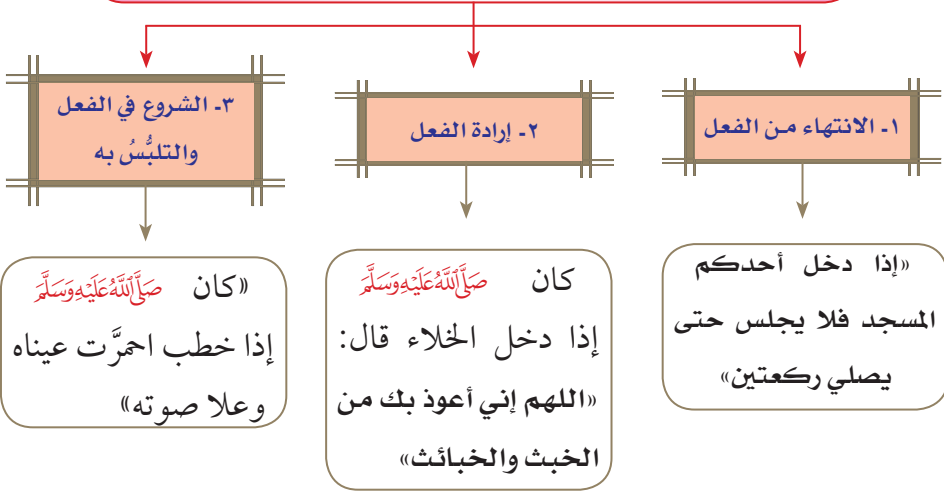 ١- الانتهاء من الفعل
«إذا دخل أحدكم
المسجد فلا يجلس حتى
يصلي ركعتين»
٢- إرادة الفعل
كان صَلَّىٰاللَّهُعَلَيْهِوَسَلَّمَ
إذا دخل الخلاء قال:
«اللهم إني أعوذ بك من
الخبث والخبائث»
٣- الشروع في الفعل
والتلبُّسُ به
«كان صَلَّىٰاللَّهُعَلَيْهِوَسَلَّمَ
إذا خطب احمرَّت عيناه
وعلا صوته»